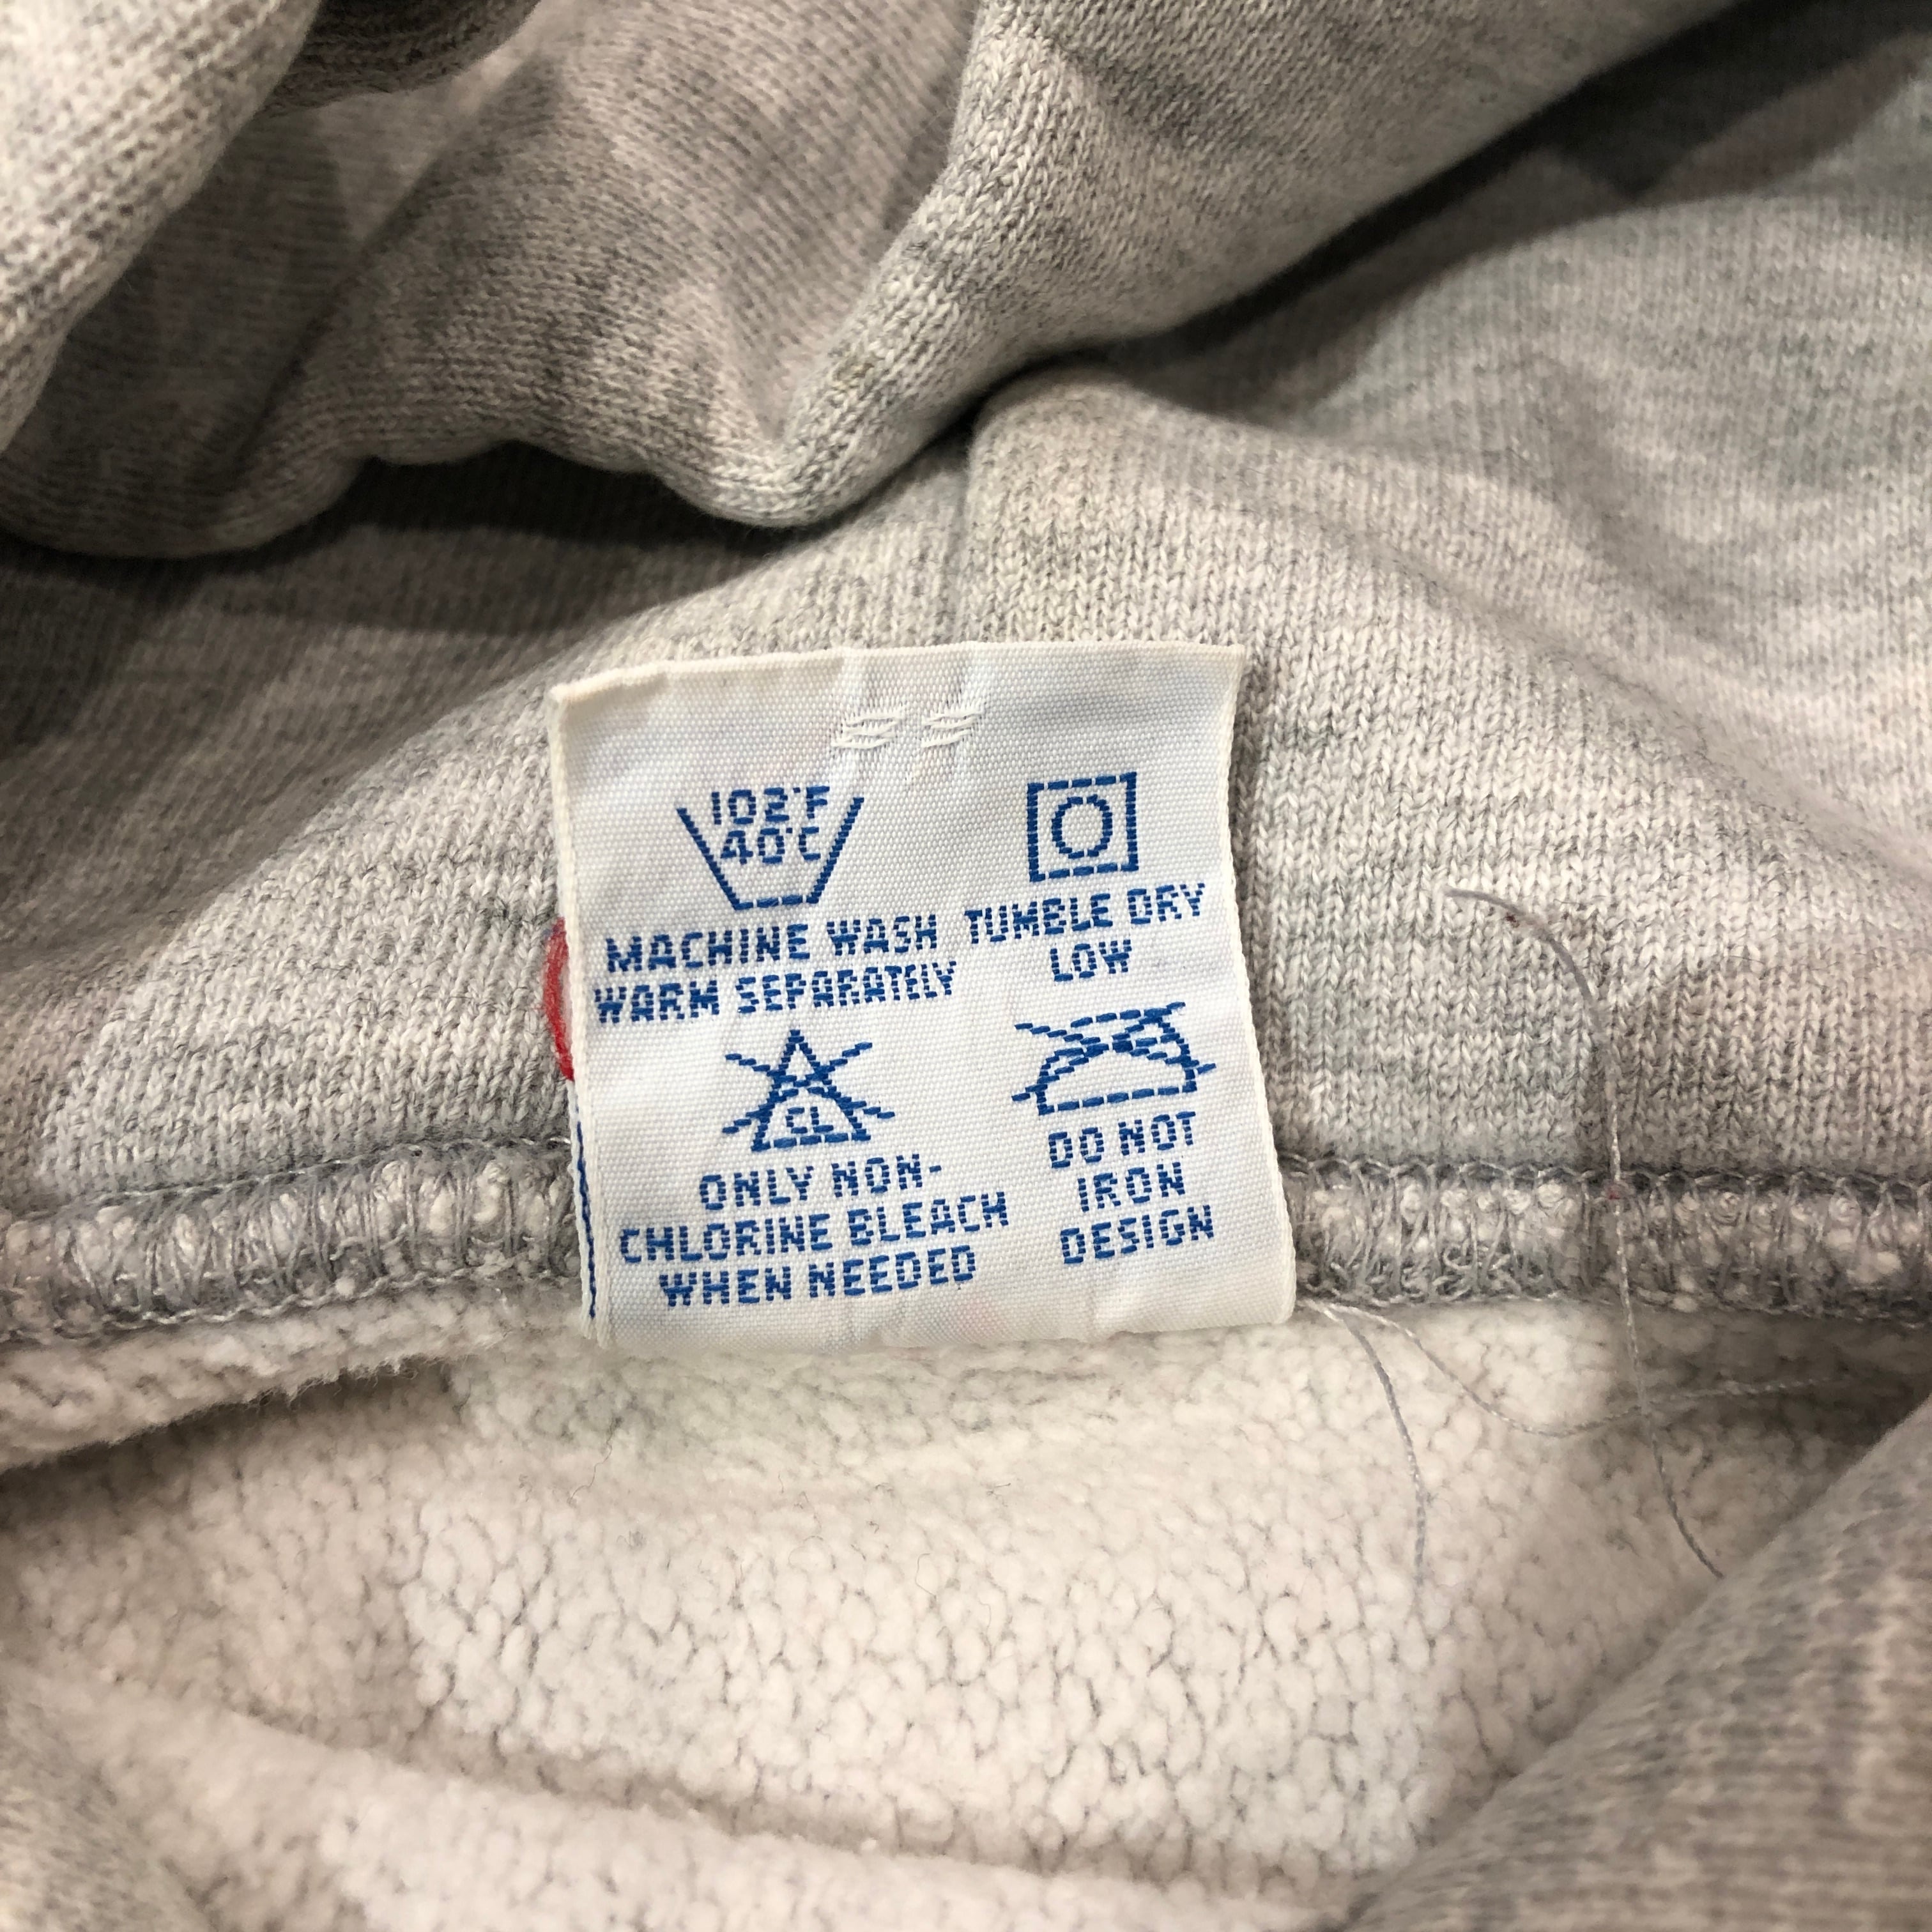 102°F
40°C
MACHINE WASH
WARM SEPARATELY
TUMBLE DRY
LOW
CL
ONLY NON-
CHLORINE BLEACH
WHEN NEEDED
DO NOT
IRON
DESIGN